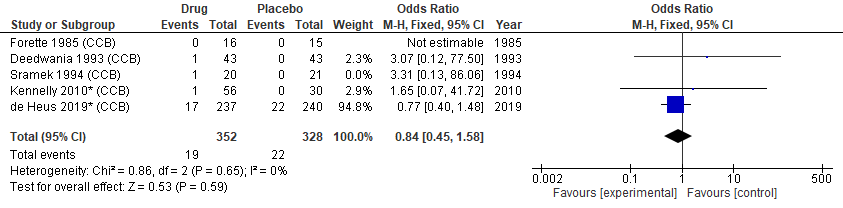 Drug Placebo Odds Ratio Odds Ratio
Study or Subgroup Events Total Events Total Weight M-H, Fixed, 95% CI Year M-H, Fixed, 95% CI
Forette 1985 (CCB) 0 16 0 15 Not estimable 1985
Deedwania 1993 (CCB) 1 43 0 43 2.3% 3.07 [0.12, 77.50] 1993
Sramek 1994 (CCB) 1 20 0 21 0.0% 3.31 [0.13, 86.06] 1994
Kennelly 2010* (CCB) 1 56 0 30 2.9% 1.65 [0.07, 41.72] 2010
de Heus 2019* (CCB) 17 237 22 240 94.8% 0.77 [0.40, 1.48] 2019
Total (95% CI) 352 328 100.0% 0.84 [0.45, 1.58]
Total events 19 22
Heterogeneity: Chi² = 0.86, df = 2 (P = 0.65); I² = 0%
Test for overall effect: Z = 0.53 (P = 0.59)
0.002 0.1 1 10 500
Favours [experimental] Favours [control]